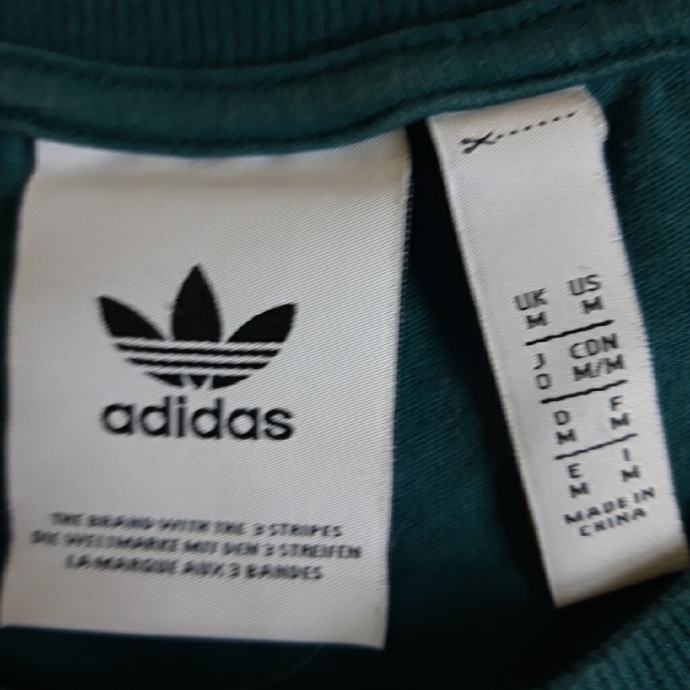 adidas
THE BRAND WITH THE 3 STRIPES
DIE WELTMARKE MIT DEN 3 STREIFEN
LA MARQUE AUX 3 BANDES
UK US
M M
J CDN
O M/M
D F
M M
E I
M M
MADE IN
CHINA